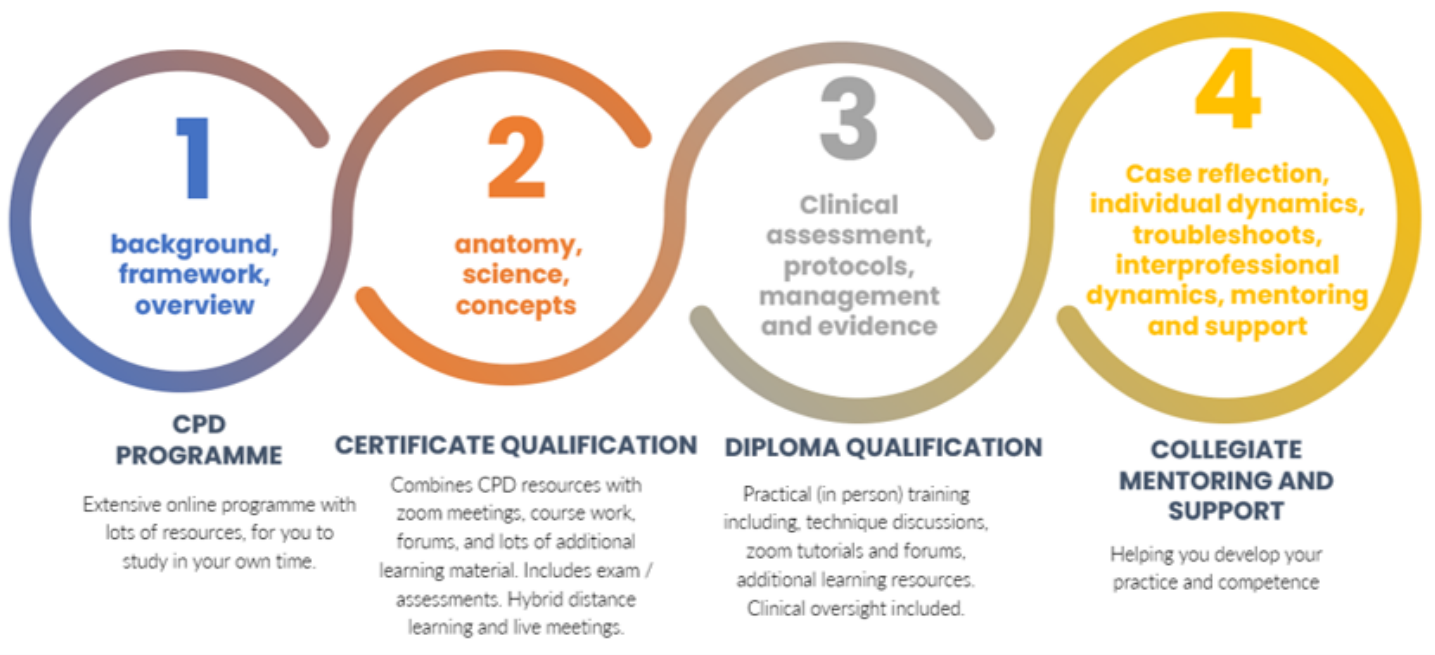 1
background,
framework,
overview
CPD
PROGRAMME
Extensive online programme with
lots of resources, for you to
study in your own time.
2
anatomy,
science,
concepts
CERTIFICATE QUALIFICATION
Combines CPD resources with
zoom meetings, course work,
forums, and lots of additional
learning material. Includes exam /
assessments. Hybrid distance
learning and live meetings.
3
Clinical
assessment,
protocols,
management
and evidence
DIPLOMA QUALIFICATION
Practical (in person) training
including, technique discussions,
zoom tutorials and forums,
additional learning resources.
Clinical oversight included.
4
Case reflection,
individual dynamics,
troubleshoots,
interprofessional
dynamics, mentoring
and support
COLLEGIATE
MENTORING AND
SUPPORT
Helping you develop your
practice and competence